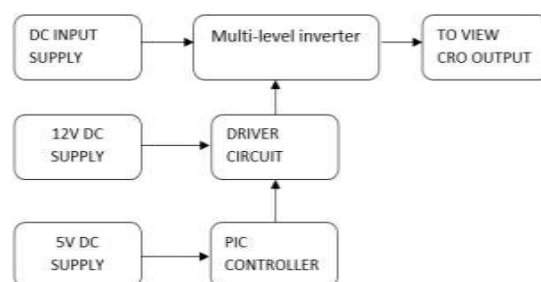 DC INPUT
SUPPLY
Multi-level inverter
TO VIEW
CRO OUTPUT
12V DC
SUPPLY
DRIVER
CIRCUIT
5V DC
SUPPLY
PIC
CONTROLLER